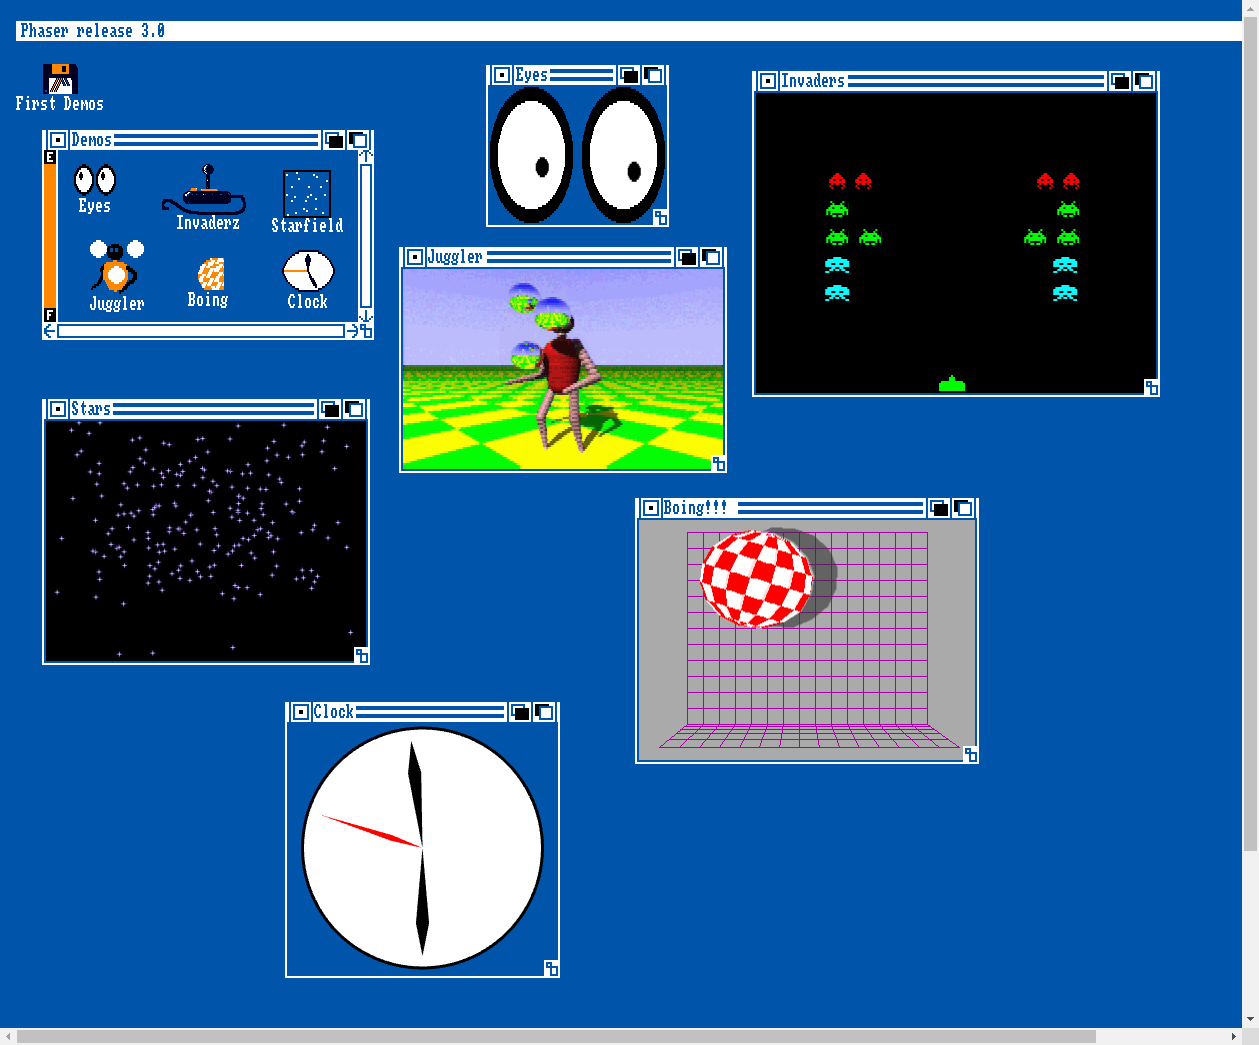 Phaser release 3.0
First Demos
Demos
E
Eyes
Invaderz
Starfield
Juggler
Boing
Clock
F
Eyes
Invaders
Juggler
Stars
Boing!!!
Clock